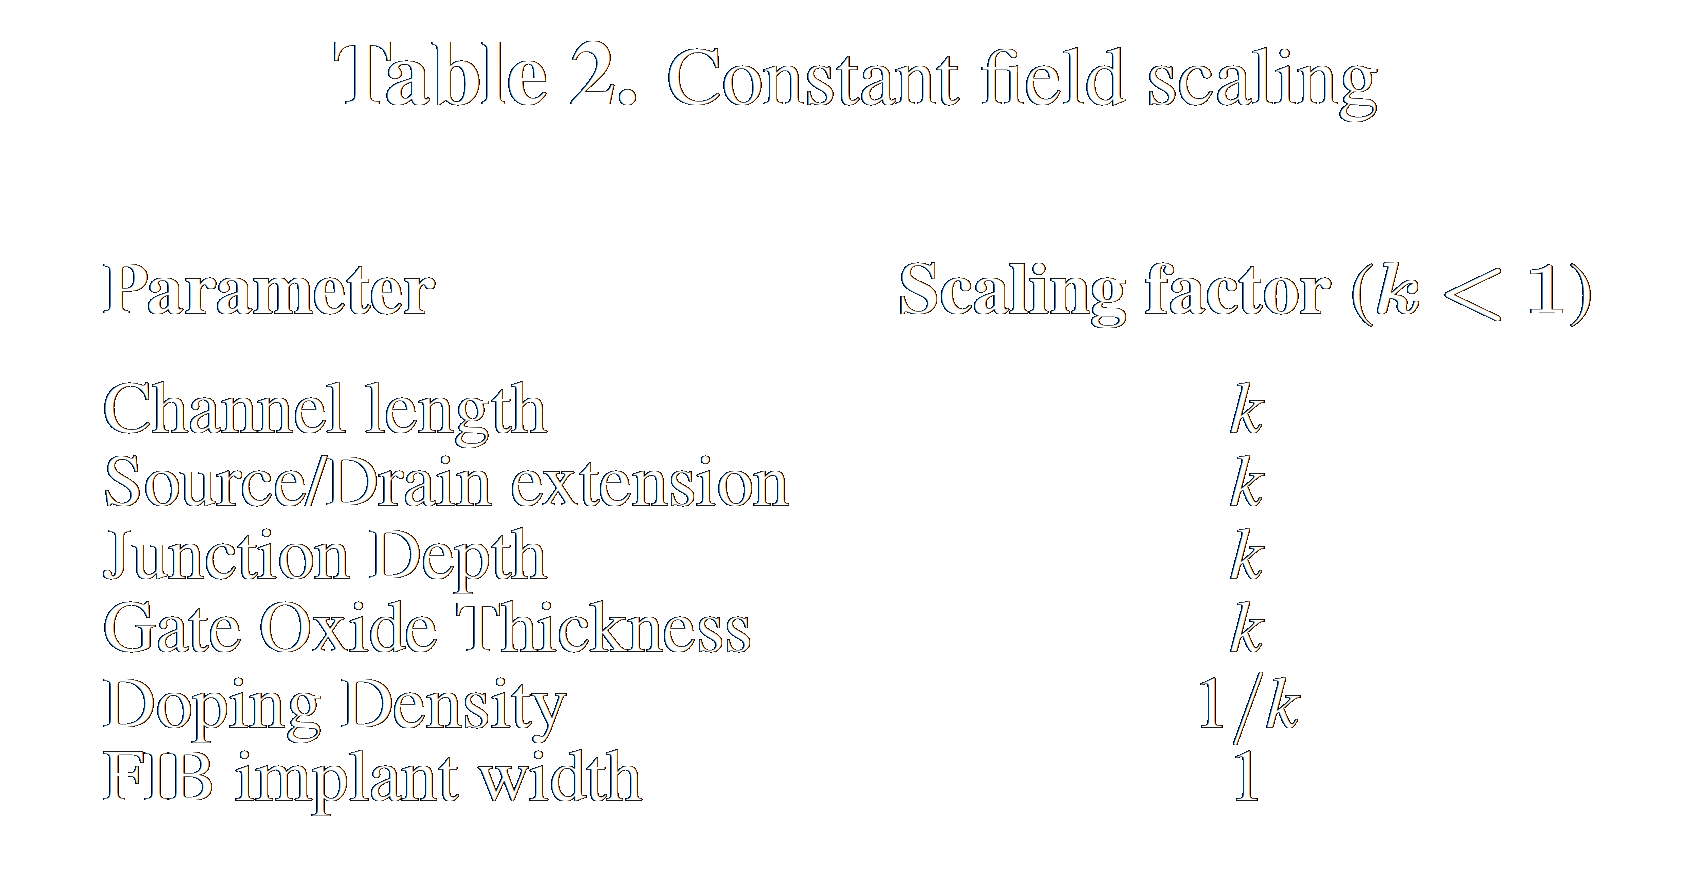 Table 2. Constant field scaling
Parameter Scaling factor (k < 1)
Channel length k
Source/Drain extension k
Junction Depth k
Gate Oxide Thickness k
Doping Density 1/k
FIB implant width 1